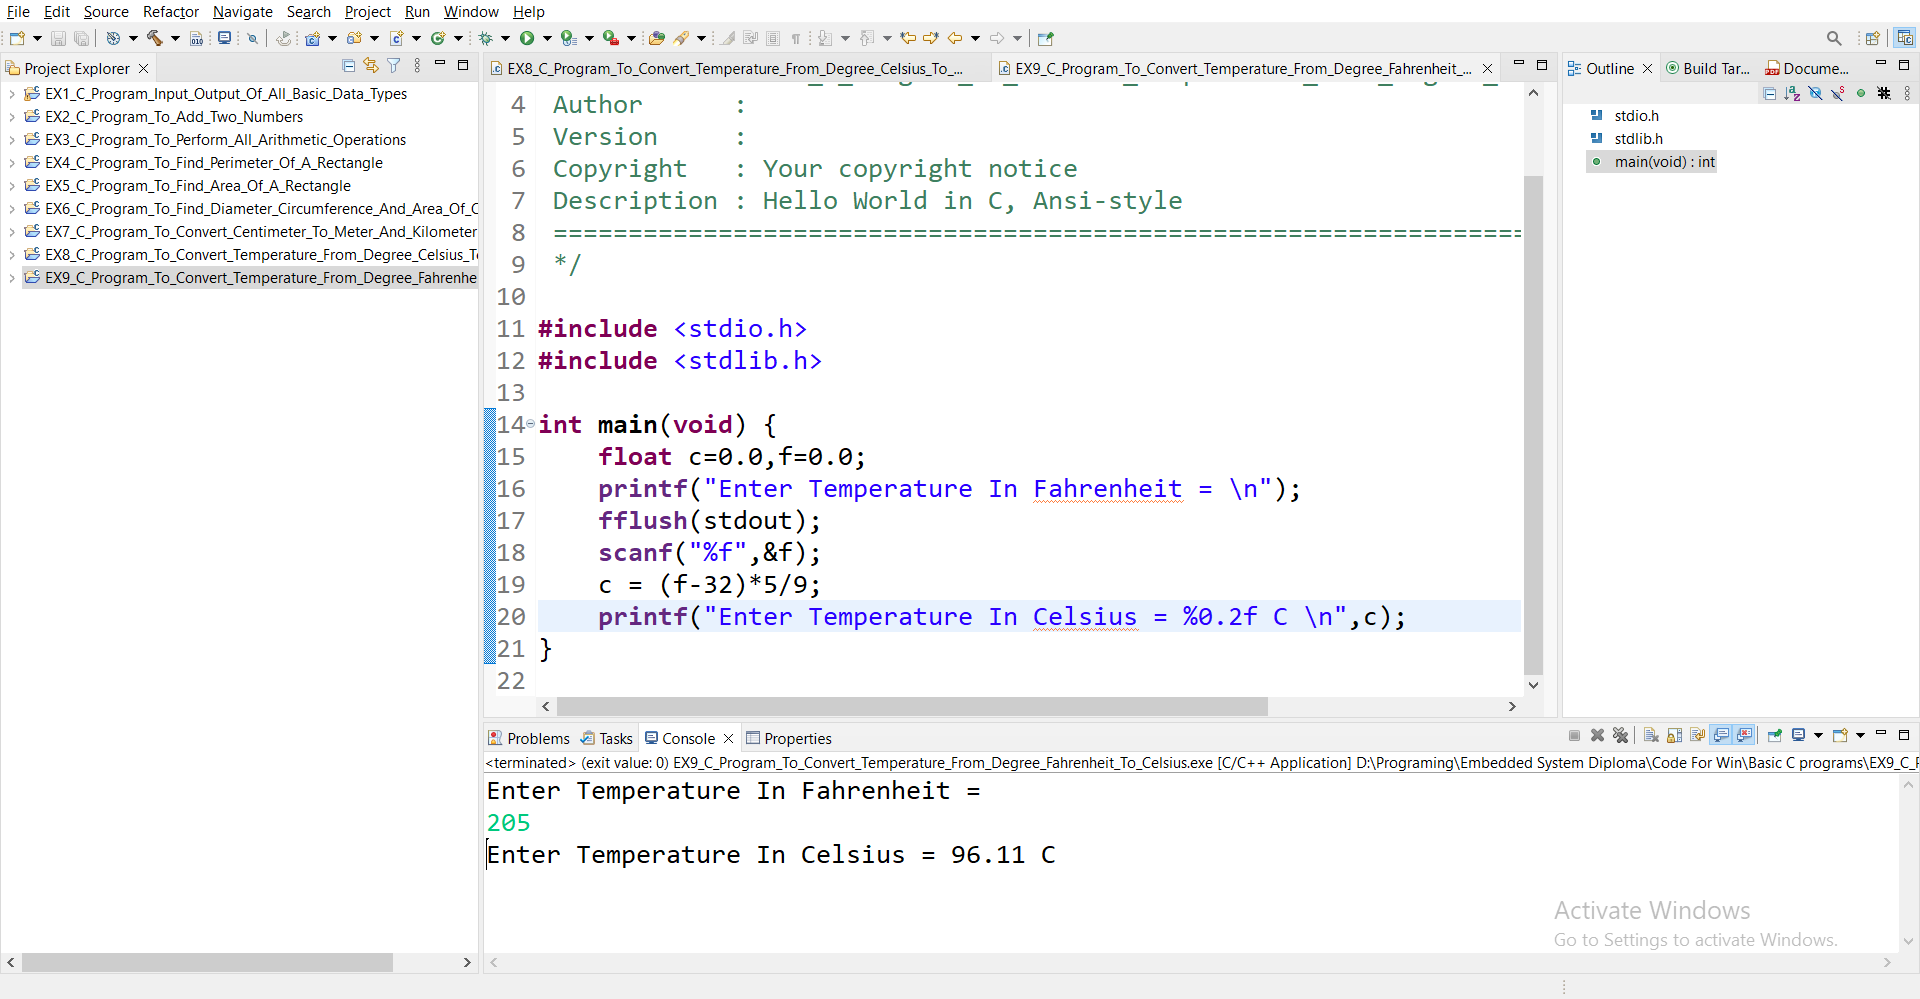 File Edit Source Refactor Navigate Search Project Run Window Help
Project Explorer
EX1_C_Program_Input_Output_Of_All_Basic_Data_Types
EX2_C_Program_To_Add_Two_Numbers
EX3_C_Program_To_Perform_All_Arithmetic_Operations
EX4_C_Program_To_Find_Perimeter_Of_A_Rectangle
EX5_C_Program_To_Find_Area_Of_A_Rectangle
EX6_C_Program_To_Find_Diameter_Circumference_And_Area_Of_C
EX7_C_Program_To_Convert_Centimeter_To_Meter_And_Kilometer
EX8_C_Program_To_Convert_Temperature_From_Degree_Celsius_T
EX9_C_Program_To_Convert_Temperature_From_Degree_Fahrenhe
EX8_C_Program_To_Convert_Temperature_From_Degree_Celsius_To_... EX9_C_Program_To_Convert_Temperature_From_Degree_Fahrenheit_...
4 Author :
5 Version :
6 Copyright : Your copyright notice
7 Description : Hello World in C, Ansi-style
8 =================================================================
9 */
10
11 #include <stdio.h>
12 #include <stdlib.h>
13
14 int main(void) {
15 float c=0.0,f=0.0;
16 printf("Enter Temperature In Fahrenheit = \n");
17 fflush(stdout);
18 scanf("%f",&f);
19 c = (f-32)*5/9;
20 printf("Enter Temperature In Celsius = %0.2f C \n",c);
21 }
22
Outline Build Tar... Docume...
stdio.h
stdlib.h
main(void) : int
Problems Tasks Console Properties
<terminated> (exit value: 0) EX9_C_Program_To_Convert_Temperature_From_Degree_Fahrenheit_To_Celsius.exe [C/C++ Application] D:\Programing\Embedded System Diploma\Code For Win\Basic C programs\EX9_C_P
Enter Temperature In Fahrenheit =
205
Enter Temperature In Celsius = 96.11 C
Activate Windows
Go to Settings to activate Windows.